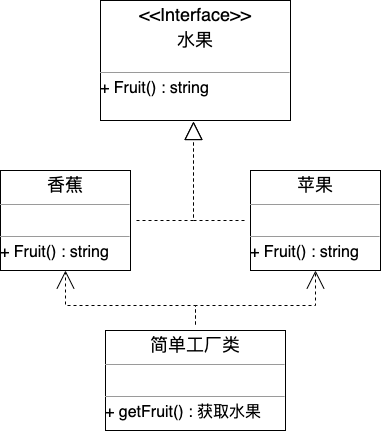 <<Interface>>
水果
+ Fruit() : string
香蕉
+ Fruit() : string
苹果
+ Fruit() : string
简单工厂类
+ getFruit() : 获取水果